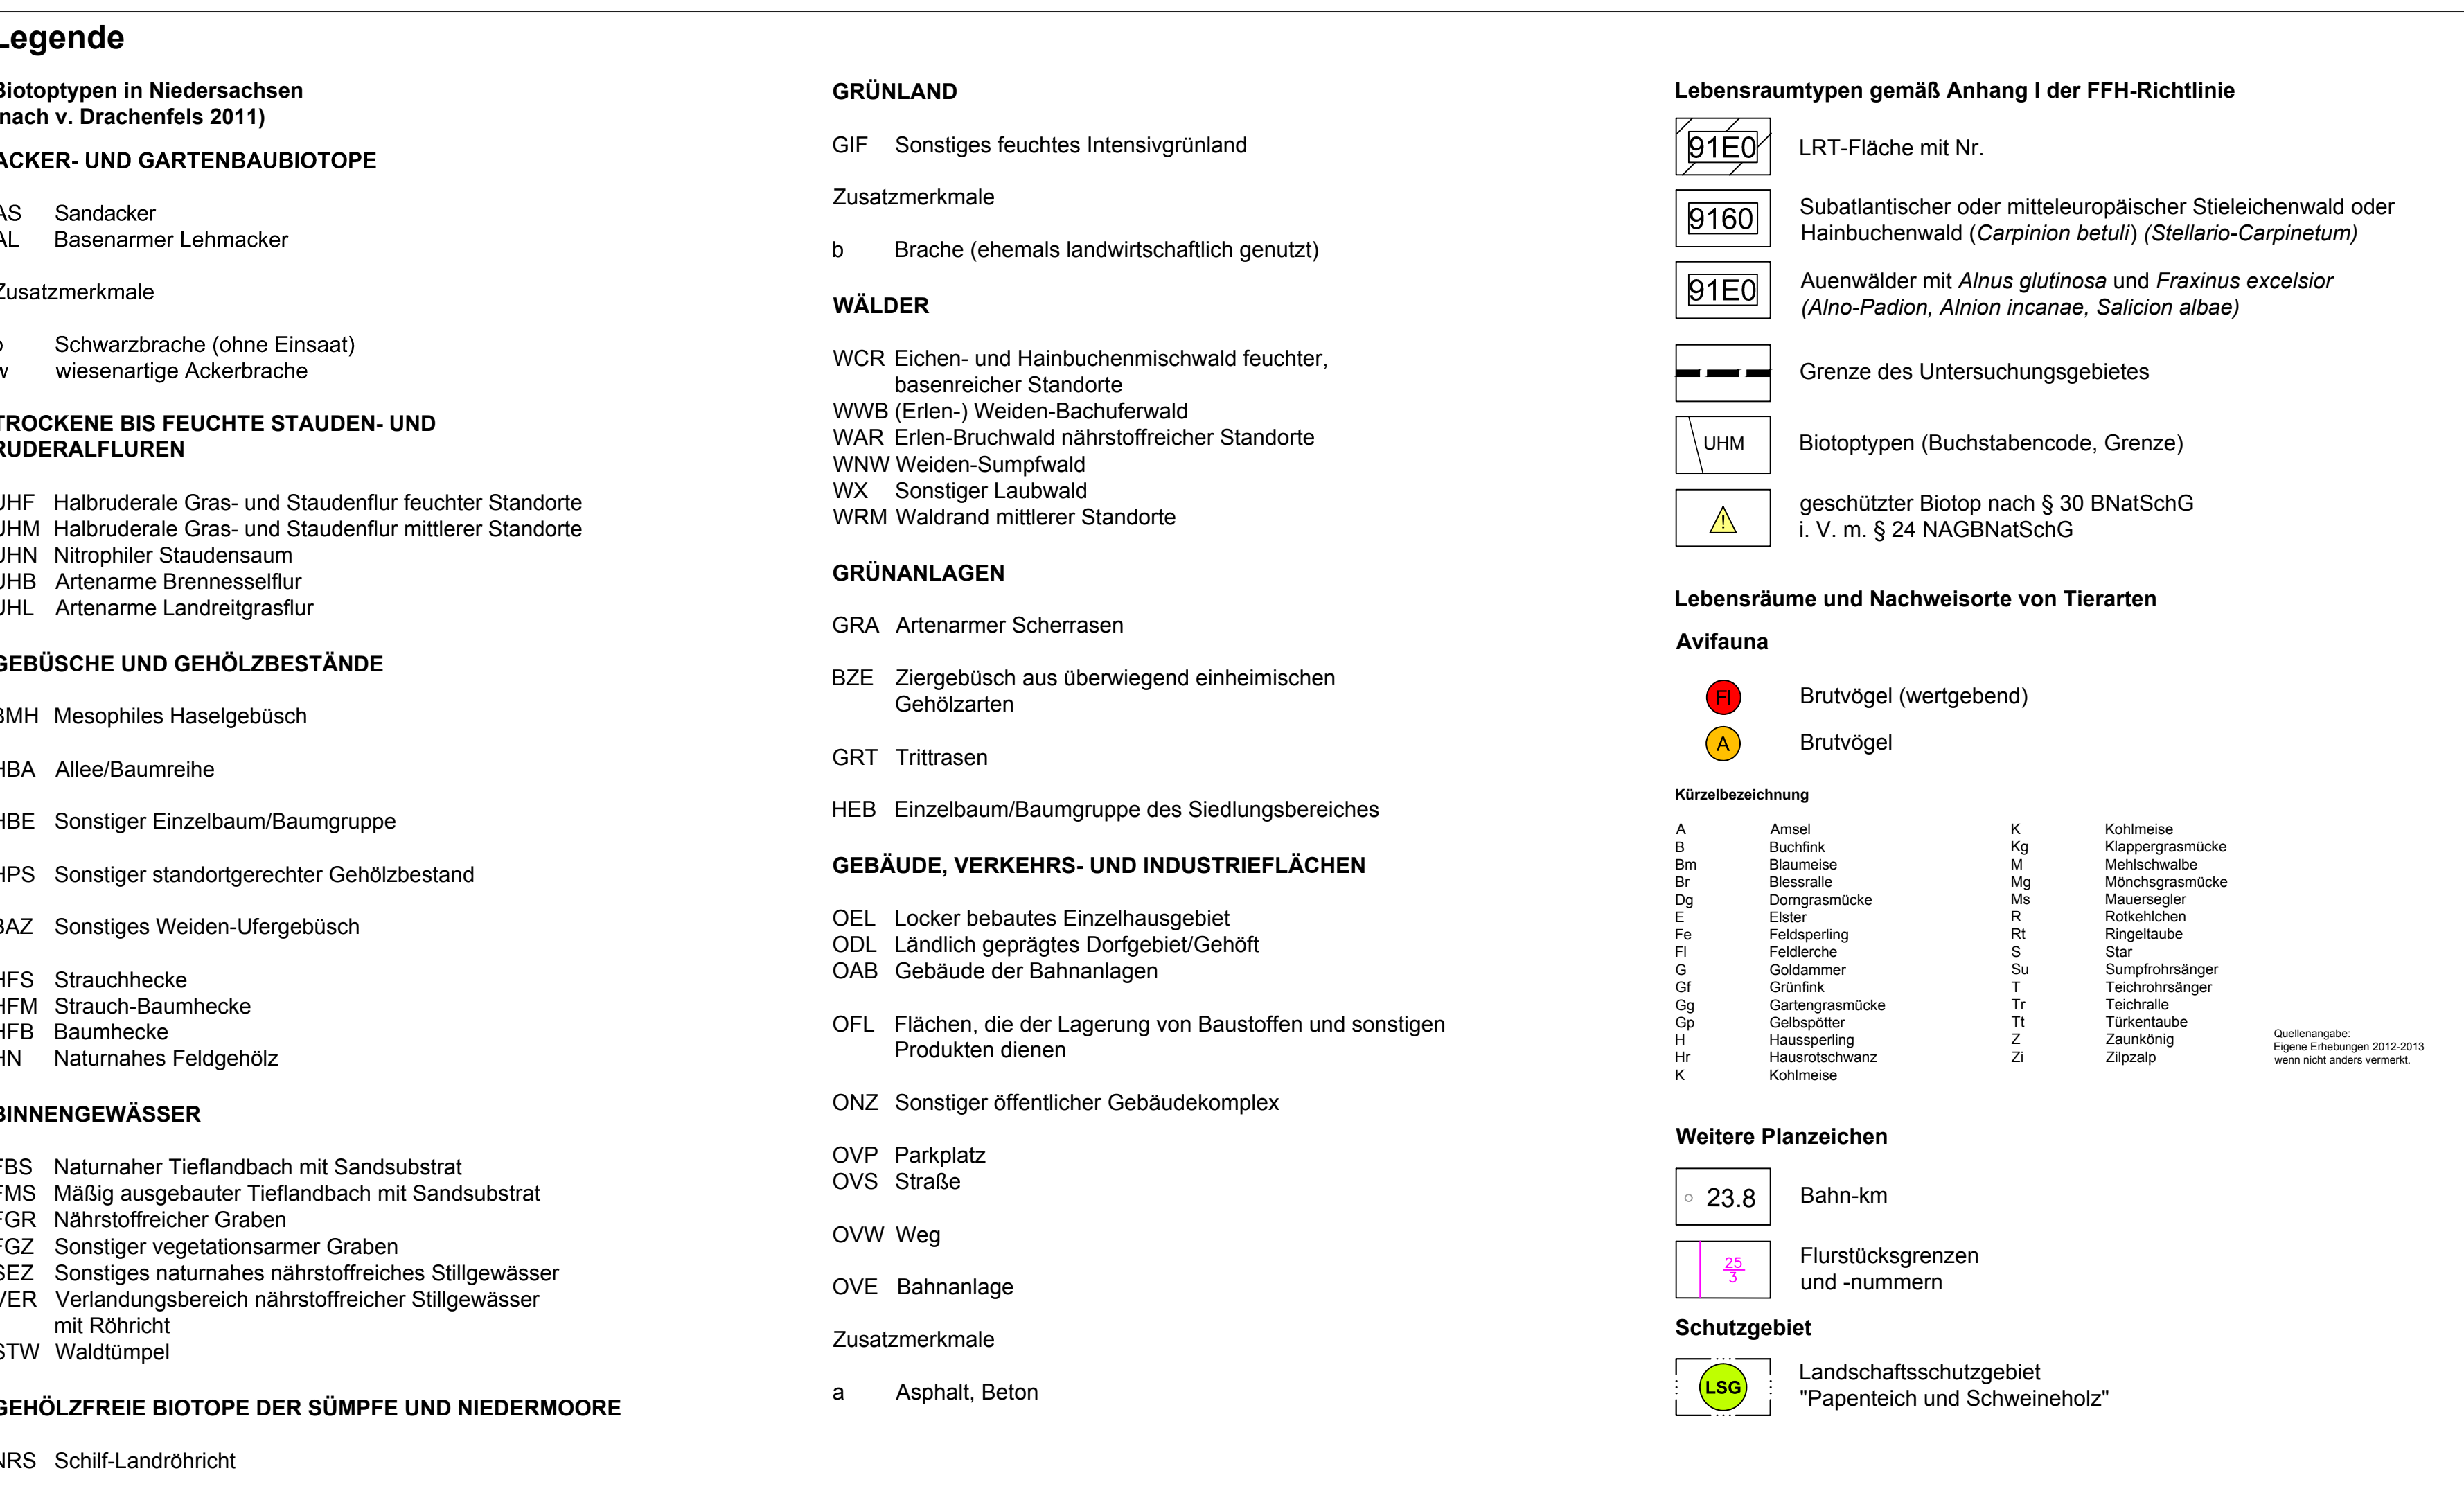 Legende
Biotoptypen in Niedersachsen
(nach v. Drachenfels 2011)
ACKER- UND GARTENBAUBIOTOPE
AS Sandacker
AL Basenarmer Lehmacker
Zusatzmerkmale
b Schwarzbrache (ohne Einsaat)
w wiesenartige Ackerbrache
TROCKENE BIS FEUCHTE STAUDEN- UND
RUDERALFLUREN
UHF Halbruderale Gras- und Staudenflur feuchter Standorte
UHM Halbruderale Gras- und Staudenflur mittlerer Standorte
UHN Nitrophiler Staudensaum
UHB Artenarme Brennesselflur
UHL Artenarme Landreitgrasflur
GEBÜSCHE UND GEHÖLZBESTÄNDE
BMH Mesophiles Haselgebüsch
HBA Allee/Baumreihe
HBE Sonstiger Einzelbaum/Baumgruppe
HPS Sonstiger standortgerechter Gehölzbestand
BAZ Sonstiges Weiden-Ufergebüsch
HFS Strauchhecke
HFM Strauch-Baumhecke
HFB Baumhecke
HN Naturnahes Feldgehölz
BINNENGEWÄSSER
FBS Naturnaher Tieflandbach mit Sandsubstrat
FMS Mäßig ausgebauter Tieflandbach mit Sandsubstrat
FGR Nährstoffreicher Graben
FGZ Sonstiger vegetationsarmer Graben
SEZ Sonstiges naturnahes nährstoffreiches Stillgewässer
VER Verlandungsbereich nährstoffreicher Stillgewässer
mit Röhricht
STW Waldtümpel
GEHÖLZFREIE BIOTOPE DER SÜMPFE UND NIEDERMOORE
NRS Schilf-Landröhricht
GRÜNLAND
GIF Sonstiges feuchtes Intensivgrünland
Zusatzmerkmale
b Brache (ehemals landwirtschaftlich genutzt)
WÄLDER
WCR Eichen- und Hainbuchenmischwald feuchter,
basenreicher Standorte
WWB (Erlen-) Weiden-Bachuferwald
WAR Erlen-Bruchwald nährstoffreicher Standorte
WNW Weiden-Sumpfwald
WX Sonstiger Laubwald
WRM Waldrand mittlerer Standorte
GRÜNANLAGEN
GRA Artenarmer Scherrasen
BZE Ziergebüsch aus überwiegend einheimischen
Gehölzarten
GRT Trittrasen
HEB Einzelbaum/Baumgruppe des Siedlungsbereiches
GEBÄUDE, VERKEHRS- UND INDUSTRIEFLÄCHEN
OEL Locker bebautes Einzelhausgebiet
ODL Ländlich geprägtes Dorfgebiet/Gehöft
OAB Gebäude der Bahnanlagen
OFL Flächen, die der Lagerung von Baustoffen und sonstigen
Produkten dienen
ONZ Sonstiger öffentlicher Gebäudekomplex
OVP Parkplatz
OVS Straße
OVW Weg
OVE Bahnanlage
Zusatzmerkmale
a Asphalt, Beton
Lebensraumtypen gemäß Anhang I der FFH-Richtlinie
91E0 LRT-Fläche mit Nr.
9160 Subatlantischer oder mitteleuropäischer Stieleichenwald oder
Hainbuchenwald (Carpinion betuli) (Stellario-Carpinetum)
91E0 Auenwälder mit Alnus glutinosa und Fraxinus excelsior
(Alno-Padion, Alnion incanae, Salicion albae)
Grenze des Untersuchungsgebietes
UHM Biotoptypen (Buchstabencode, Grenze)
! geschützter Biotop nach § 30 BNatSchG
i. V. m. § 24 NAGBNatSchG
Lebensräume und Nachweisorte von Tierarten
Avifauna
Fl Brutvögel (wertgebend)
A Brutvögel
Kürzelbezeichnung
A Amsel
B Buchfink
Bm Blaumeise
Br Blessralle
Dg Dorngrasmücke
E Elster
Fe Feldsperling
Fl Feldlerche
G Goldammer
Gf Grünfink
Gg Gartengrasmücke
Gp Gelbspötter
H Haussperling
Hr Hausrotschwanz
K Kohlmeise
K Kohlmeise
Kg Klappergrasmücke
M Mehlschwalbe
Mg Mönchsgrasmücke
Ms Mauersegler
R Rotkehlchen
Rt Ringeltaube
S Star
Su Sumpfrohrsänger
T Teichrohrsänger
Tr Teichralle
Tt Türkentaube
Z Zaunkönig
Zi Zilpzalp
Quellenangabe:
Eigene Erhebungen 2012-2013
wenn nicht anders vermerkt.
Weitere Planzeichen
23.8 Bahn-km
25
3
Flurstücksgrenzen
und -nummern
Schutzgebiet
LSG Landschaftsschutzgebiet
"Papenteich und Schweineholz"